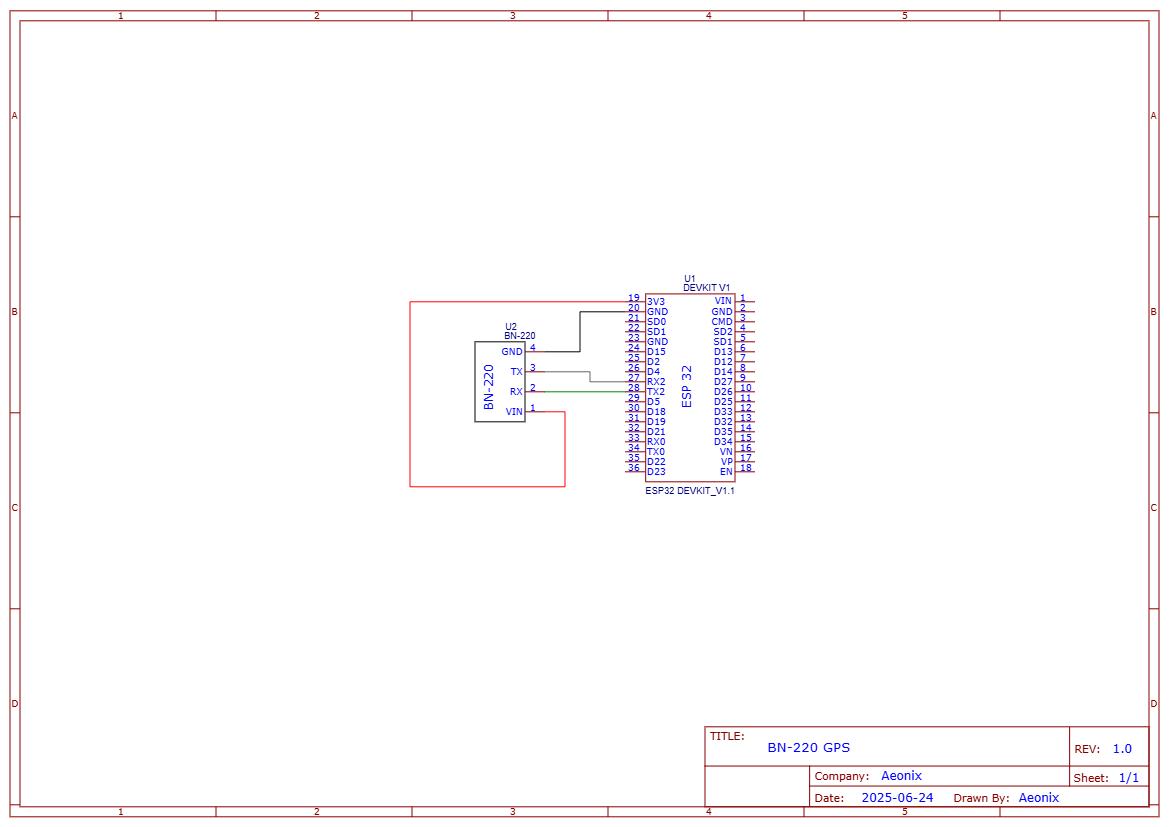 1 2 3 4 5
A A
B B
C C
D D
U1
DEVKIT V1
ESP 32
19 3V3 VIN 1
20 GND GND 2
21 SD0 CMD 3
22 SD1 SD2 4
23 GND SD1 5
24 D15 D13 6
25 D2 D12 7
26 D4 D14 8
27 RX2 D27 9
28 TX2 D26 10
29 D5 D25 11
30 D18 D33 12
31 D19 D32 13
32 D21 D35 14
33 RX0 D34 15
34 TX0 VN 16
35 D22 VP 17
36 D23 EN 18
ESP32 DEVKIT_V1.1
U2
BN-220
BN-220
GND 4
TX 3
RX 2
VIN 1
TITLE:
BN-220 GPS
REV: 1.0
Company: Aeonix
Sheet: 1/1
Date: 2025-06-24 Drawn By: Aeonix
1 2 3 4 5